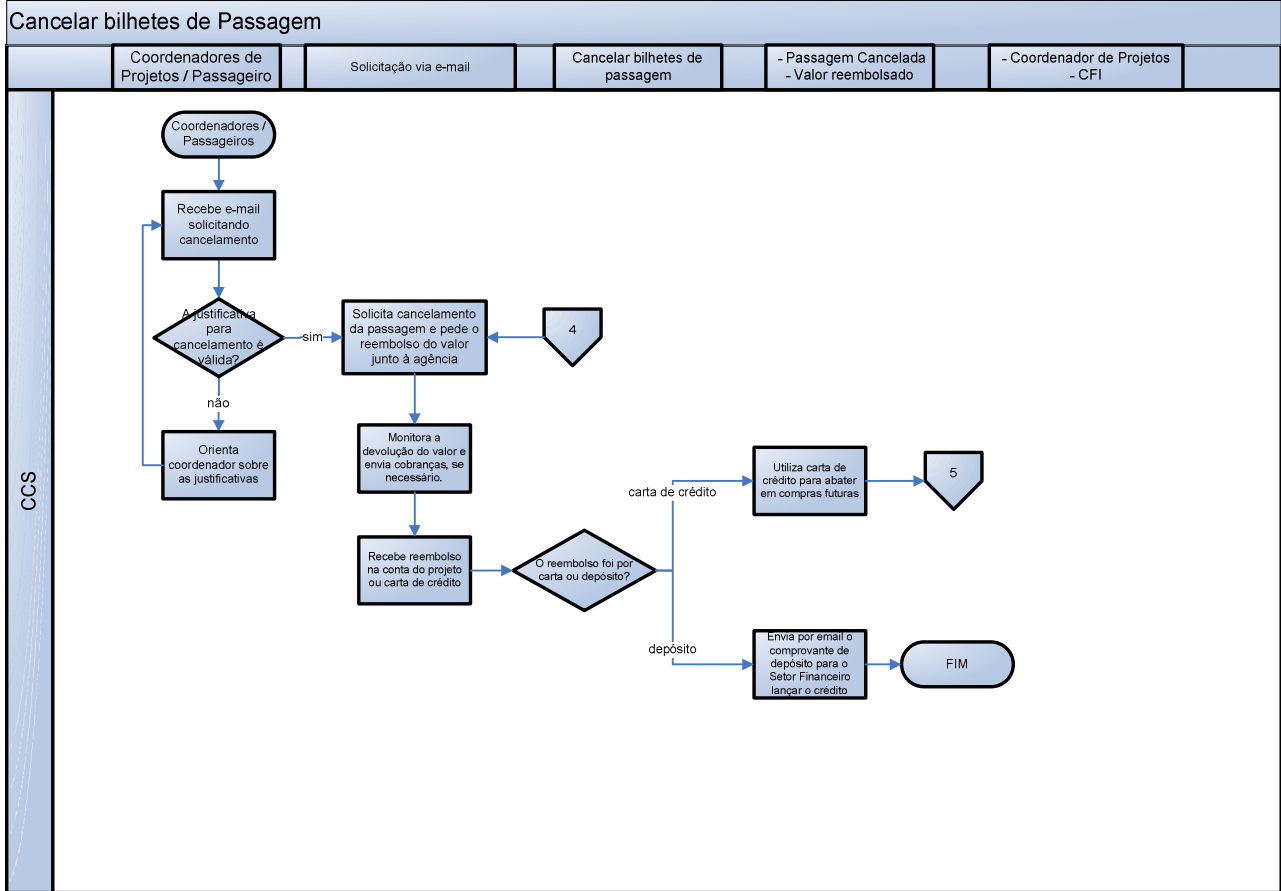 Cancelar bilhetes de Passagem
Coordenadores de
Projetos / Passageiro
Solicitação via e-mail
Cancelar bilhetes de
passagem
- Passagem Cancelada
- Valor reembolsado
- Coordenador de Projetos
- CFI
CCS
Coordenadores /
Passageiros
Recebe e-mail
solicitando
cancelamento
A justificativa
para
cancelamento é
válida?
sim
Solicita cancelamento
da passagem e pede o
reembolso do valor
junto à agência
4
não
Orienta
coordenador sobre
as justificativas
Monitora a
devolução do valor e
envia cobranças, se
necessário.
Recebe reembolso
na conta do projeto
ou carta de crédito
O reembolso foi por
carta ou depósito?
carta de crédito
Utiliza carta de
crédito para abater
em compras futuras
5
depósito
Envia por email o
comprovante de
depósito para o
Setor Financeiro
lançar o crédito
FIM